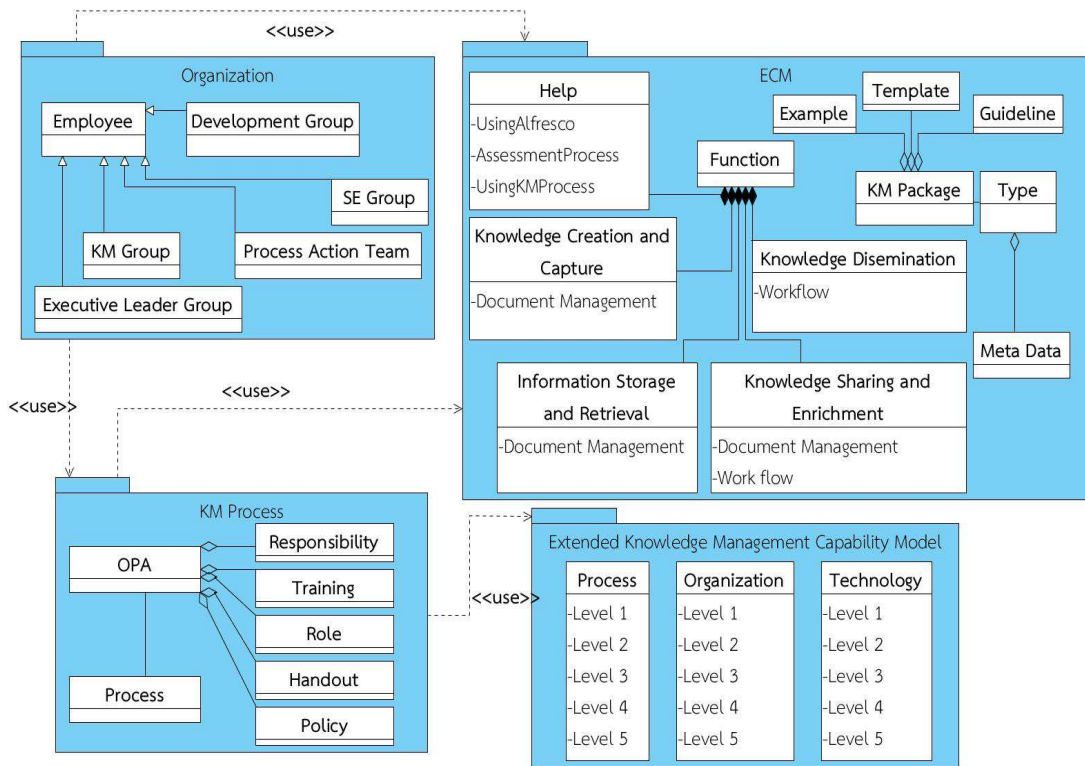 <<use>>
Organization
Employee
Development Group
SE Group
KM Group
Process Action Team
Executive Leader Group
ECM
Help
-UsingAlfresco
-AssessmentProcess
-UsingKMProcess
Function
Example
Template
Guideline
KM Package
Type
Meta Data
Knowledge Creation and
Capture
-Document Management
Knowledge Disemination
-Workflow
Information Storage
and Retrieval
-Document Management
Knowledge Sharing and
Enrichment
-Document Management
-Work flow
<<use>>
<<use>>
KM Process
OPA
Process
Responsibility
Training
Role
Handout
Policy
<<use>>
Extended Knowledge Management Capability Model
Process
-Level 1
-Level 2
-Level 3
-Level 4
-Level 5
Organization
-Level 1
-Level 2
-Level 3
-Level 4
-Level 5
Technology
-Level 1
-Level 2
-Level 3
-Level 4
-Level 5